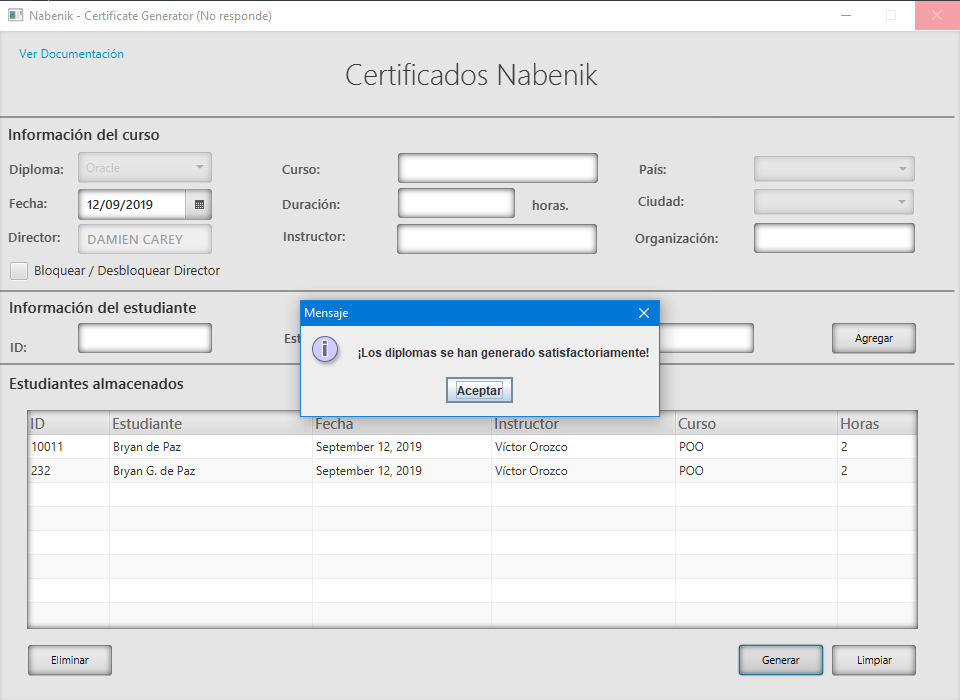 Nabenik - Certificate Generator (No responde)
Ver Documentación
Certificados Nabenik
Información del curso
Diploma: Oracle Curso: País:
Fecha: 12/09/2019 Duración: horas. Ciudad:
Director: DAMIEN CAREY Instructor: Organización:
Bloquear / Desbloquear Director
Información del estudiante
ID: Est Agregar
Mensaje
¡Los diplomas se han generado satisfactoriamente!
Aceptar
Estudiantes almacenados
ID Estudiante Fecha Instructor Curso Horas
10011 Bryan de Paz September 12, 2019 Víctor Orozco POO 2
232 Bryan G. de Paz September 12, 2019 Víctor Orozco POO 2
Eliminar Generar Limpiar